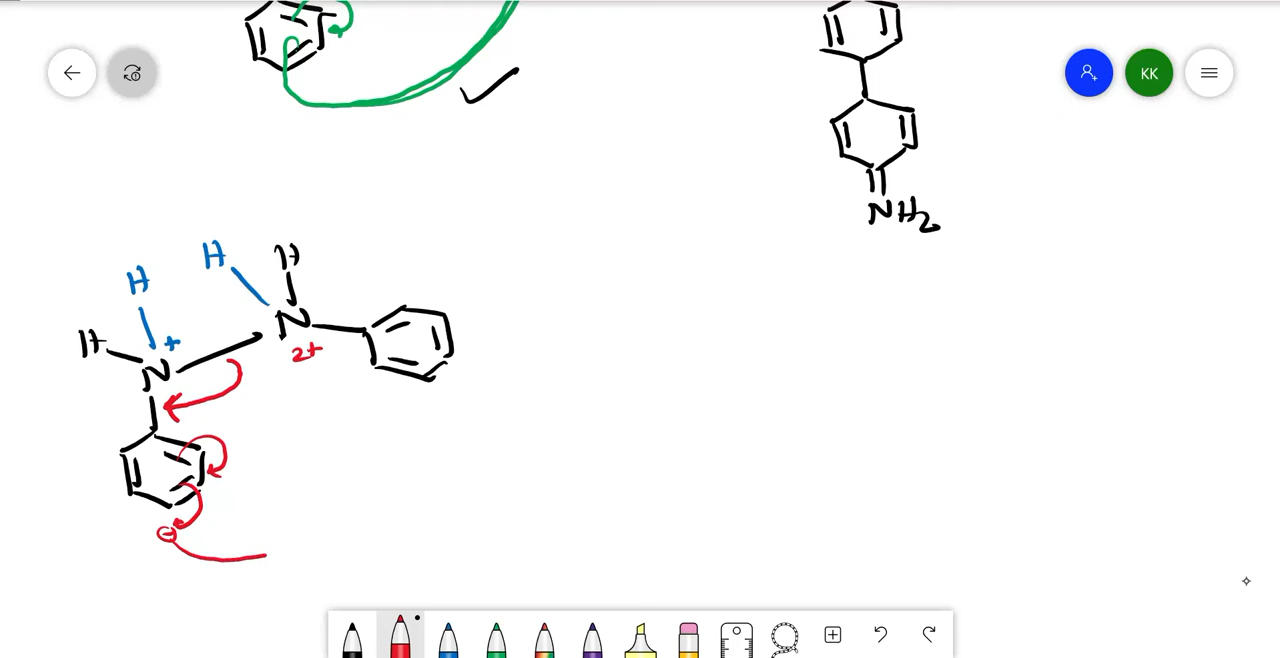 KK
NH2
H H H
H N + N
2+
N
⊖